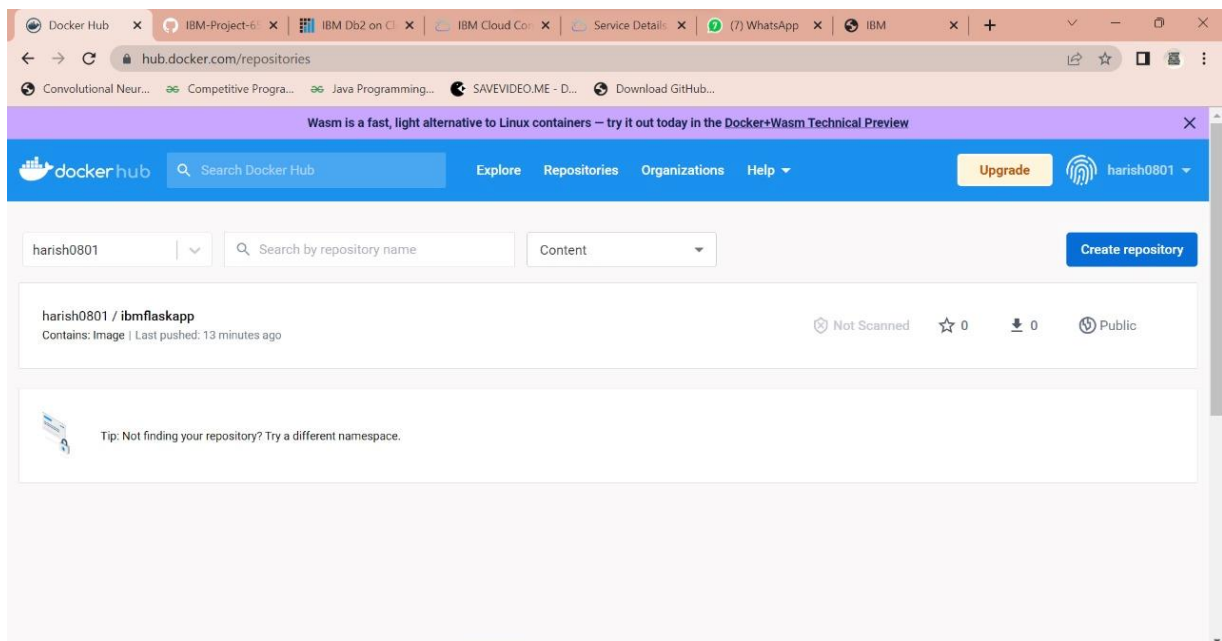 Docker Hub
IBM-Project-65
IBM Db2 on Cl
IBM Cloud Con
Service Details
(7) WhatsApp
IBM
hub.docker.com/repositories
Convolutional Neur...
Competitive Progra...
Java Programming...
SAVEVIDEO.ME - D...
Download GitHub...
Wasm is a fast, light alternative to Linux containers — try it out today in the Docker+Wasm Technical Preview
dockerhub
Search Docker Hub
Explore
Repositories
Organizations
Help
Upgrade
harish0801
harish0801
Search by repository name
Content
Create repository
harish0801 / ibmflaskapp
Contains: Image | Last pushed: 13 minutes ago
Not Scanned
0
0
Public
Tip: Not finding your repository? Try a different namespace.